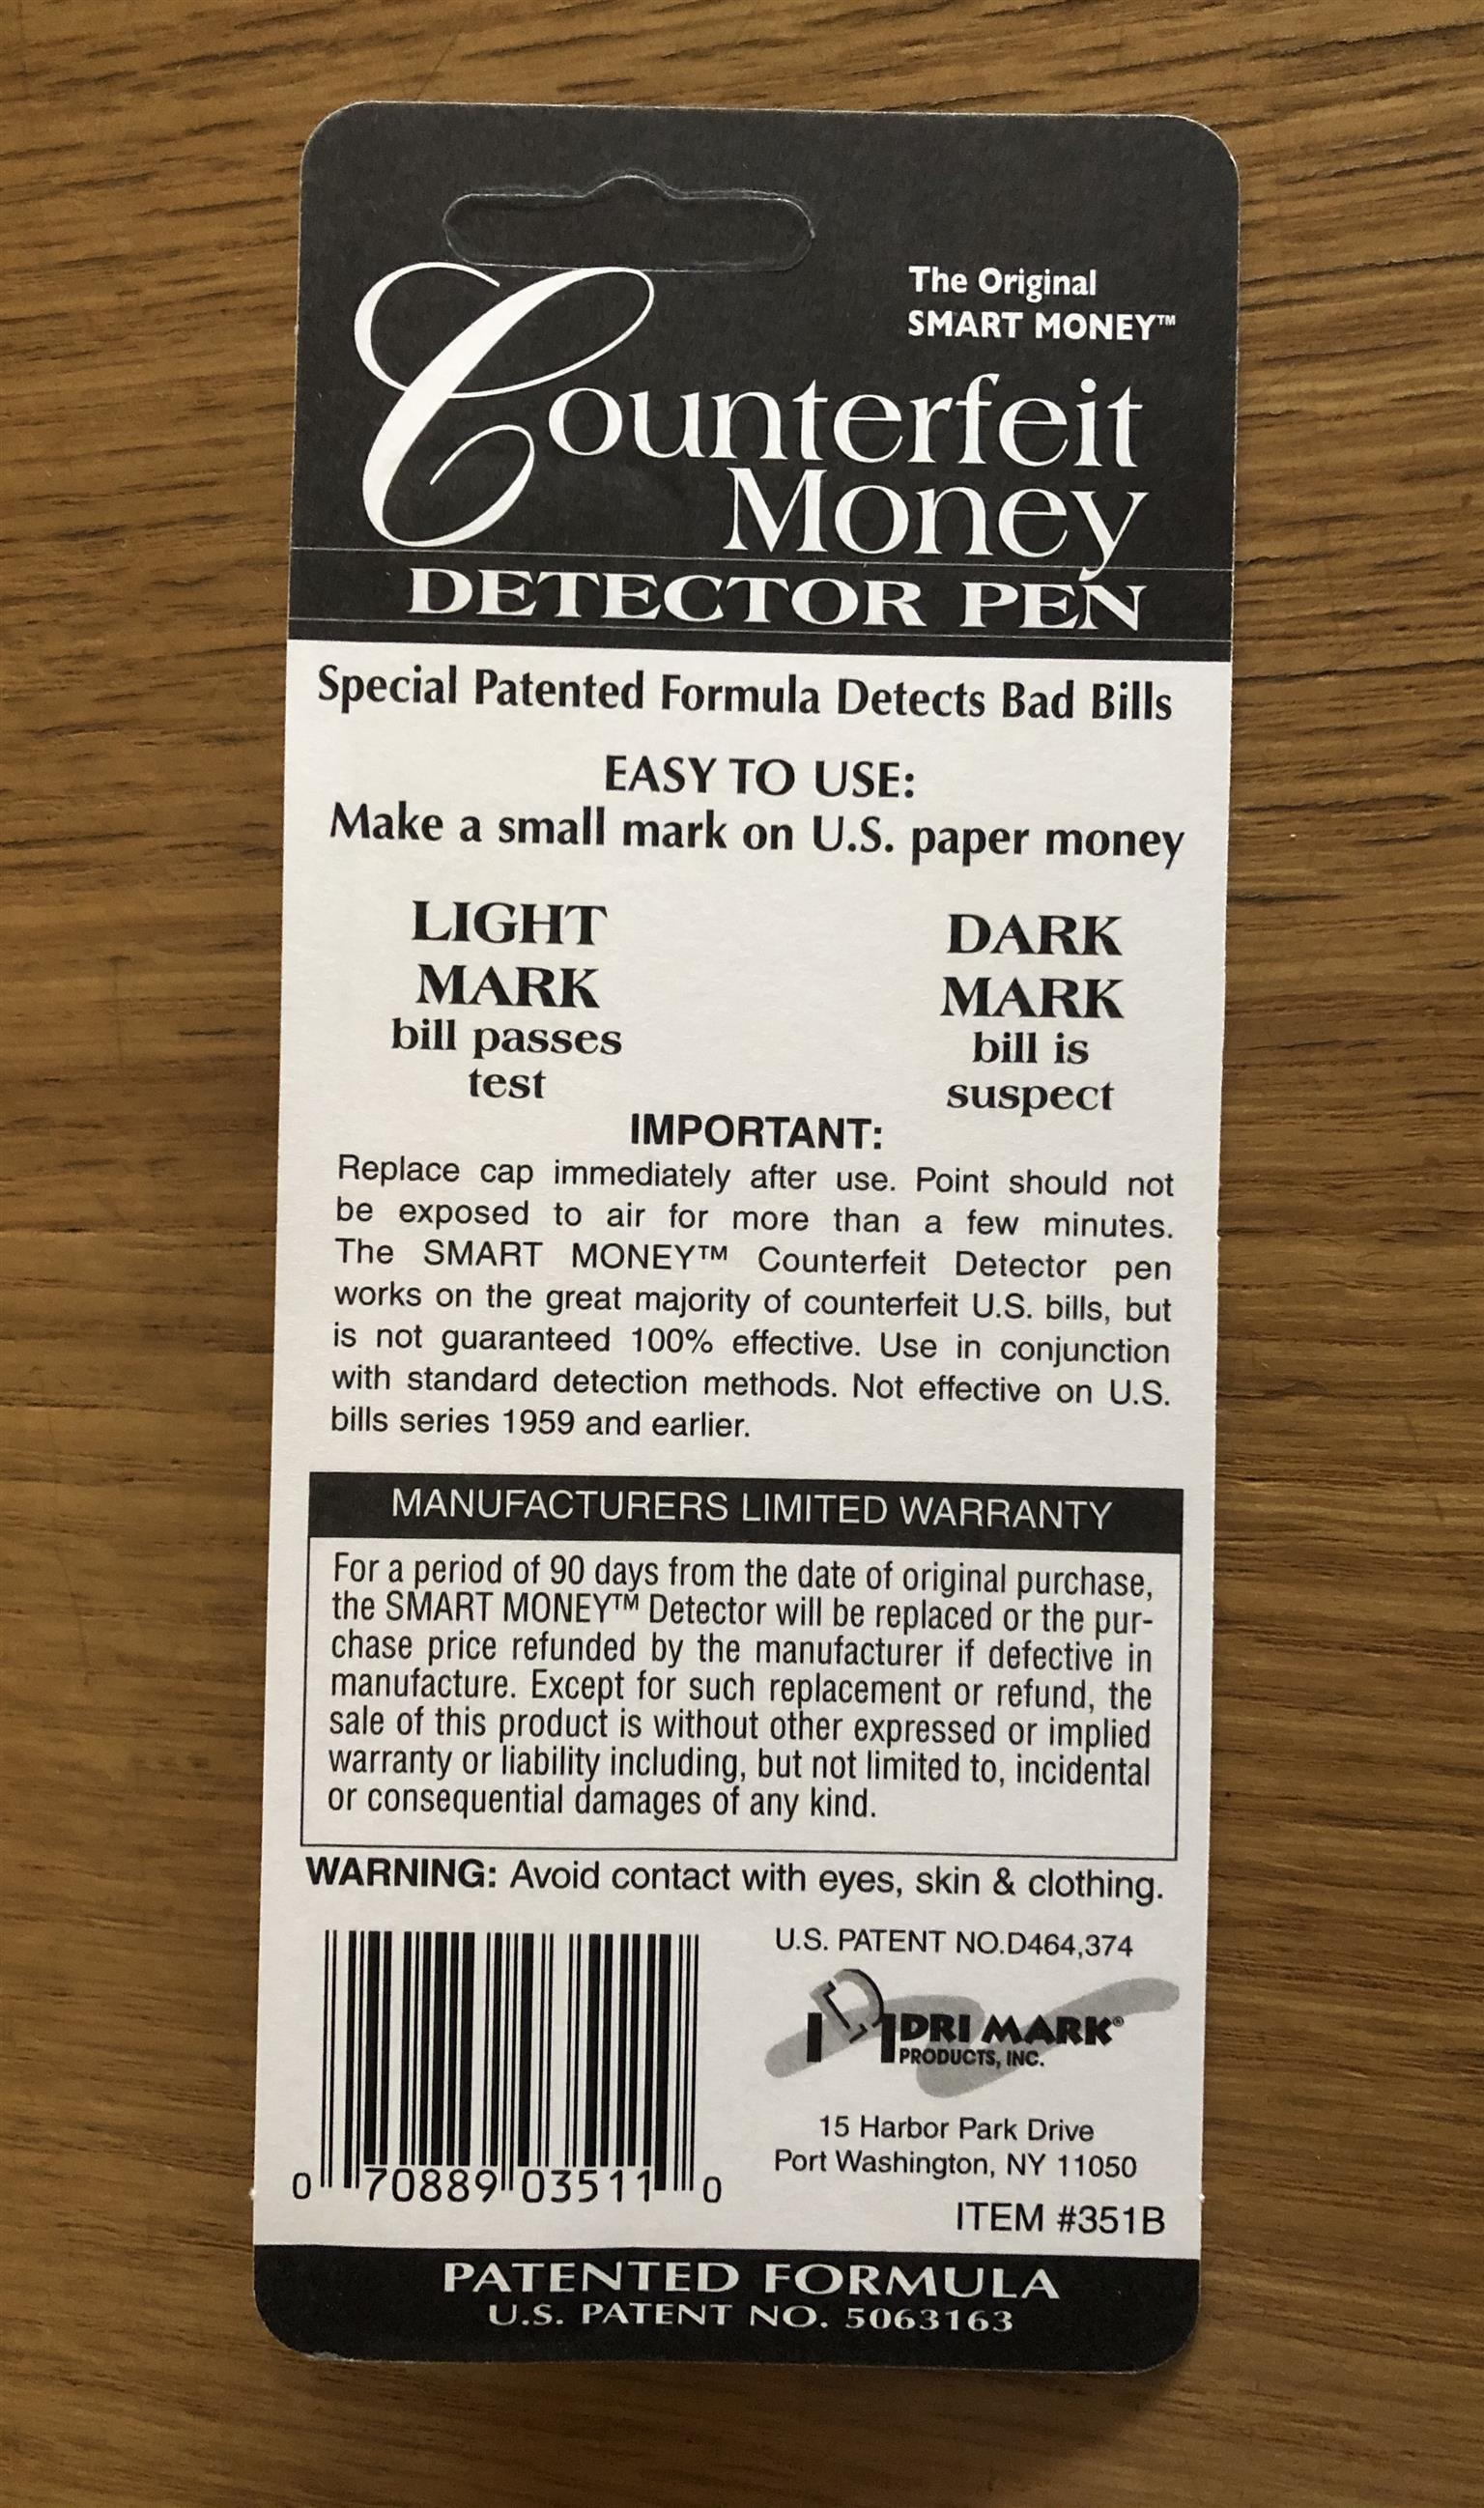 The Original
SMART MONEY™
Counterfeit
Money
DETECTOR PEN
Special Patented Formula Detects Bad Bills
EASY TO USE:
Make a small mark on U.S. paper money
LIGHT
MARK
bill passes
test
DARK
MARK
bill is
suspect
IMPORTANT:
Replace cap immediately after use. Point should not
be exposed to air for more than a few minutes.
The SMART MONEY™ Counterfeit Detector pen
works on the great majority of counterfeit U.S. bills, but
is not guaranteed 100% effective. Use in conjunction
with standard detection methods. Not effective on U.S.
bills series 1959 and earlier.
MANUFACTURERS LIMITED WARRANTY
For a period of 90 days from the date of original purchase,
the SMART MONEY™ Detector will be replaced or the pur-
chase price refunded by the manufacturer if defective in
manufacture. Except for such replacement or refund, the
sale of this product is without other expressed or implied
warranty or liability including, but not limited to, incidental
or consequential damages of any kind.
WARNING: Avoid contact with eyes, skin & clothing.
0 70889 03511 0
U.S. PATENT NO.D464,374
DRI MARK®
PRODUCTS, INC.
15 Harbor Park Drive
Port Washington, NY 11050
ITEM #351B
PATENTED FORMULA
U.S. PATENT NO. 5063163